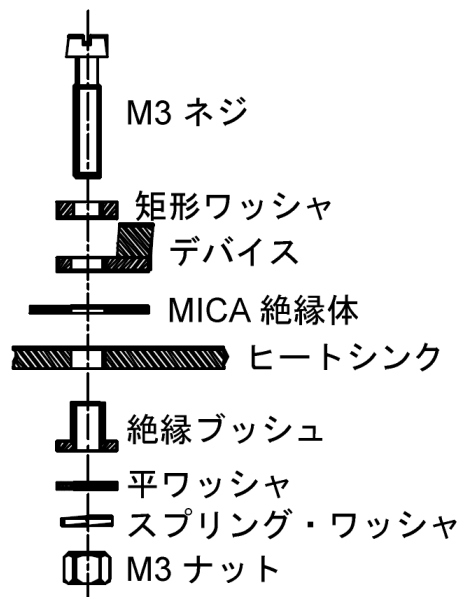 M3 ネジ
矩形ワッシャ
デバイス
MICA 絶縁体
ヒートシンク
絶縁ブッシュ
平ワッシャ
スプリング・ワッシャ
M3 ナット